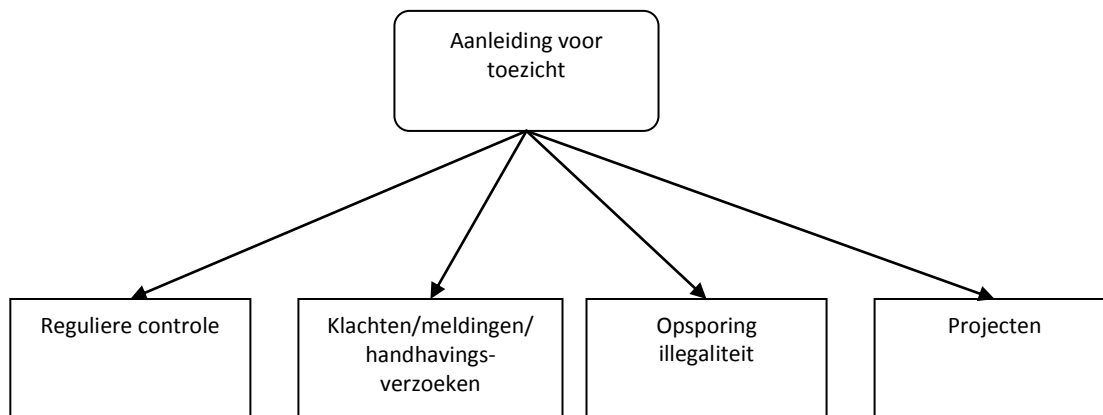 Aanleiding voor
toezicht
Reguliere controle
Klachten/meldingen/
handhavings-
verzoeken
Opsporing
illegaliteit
Projecten